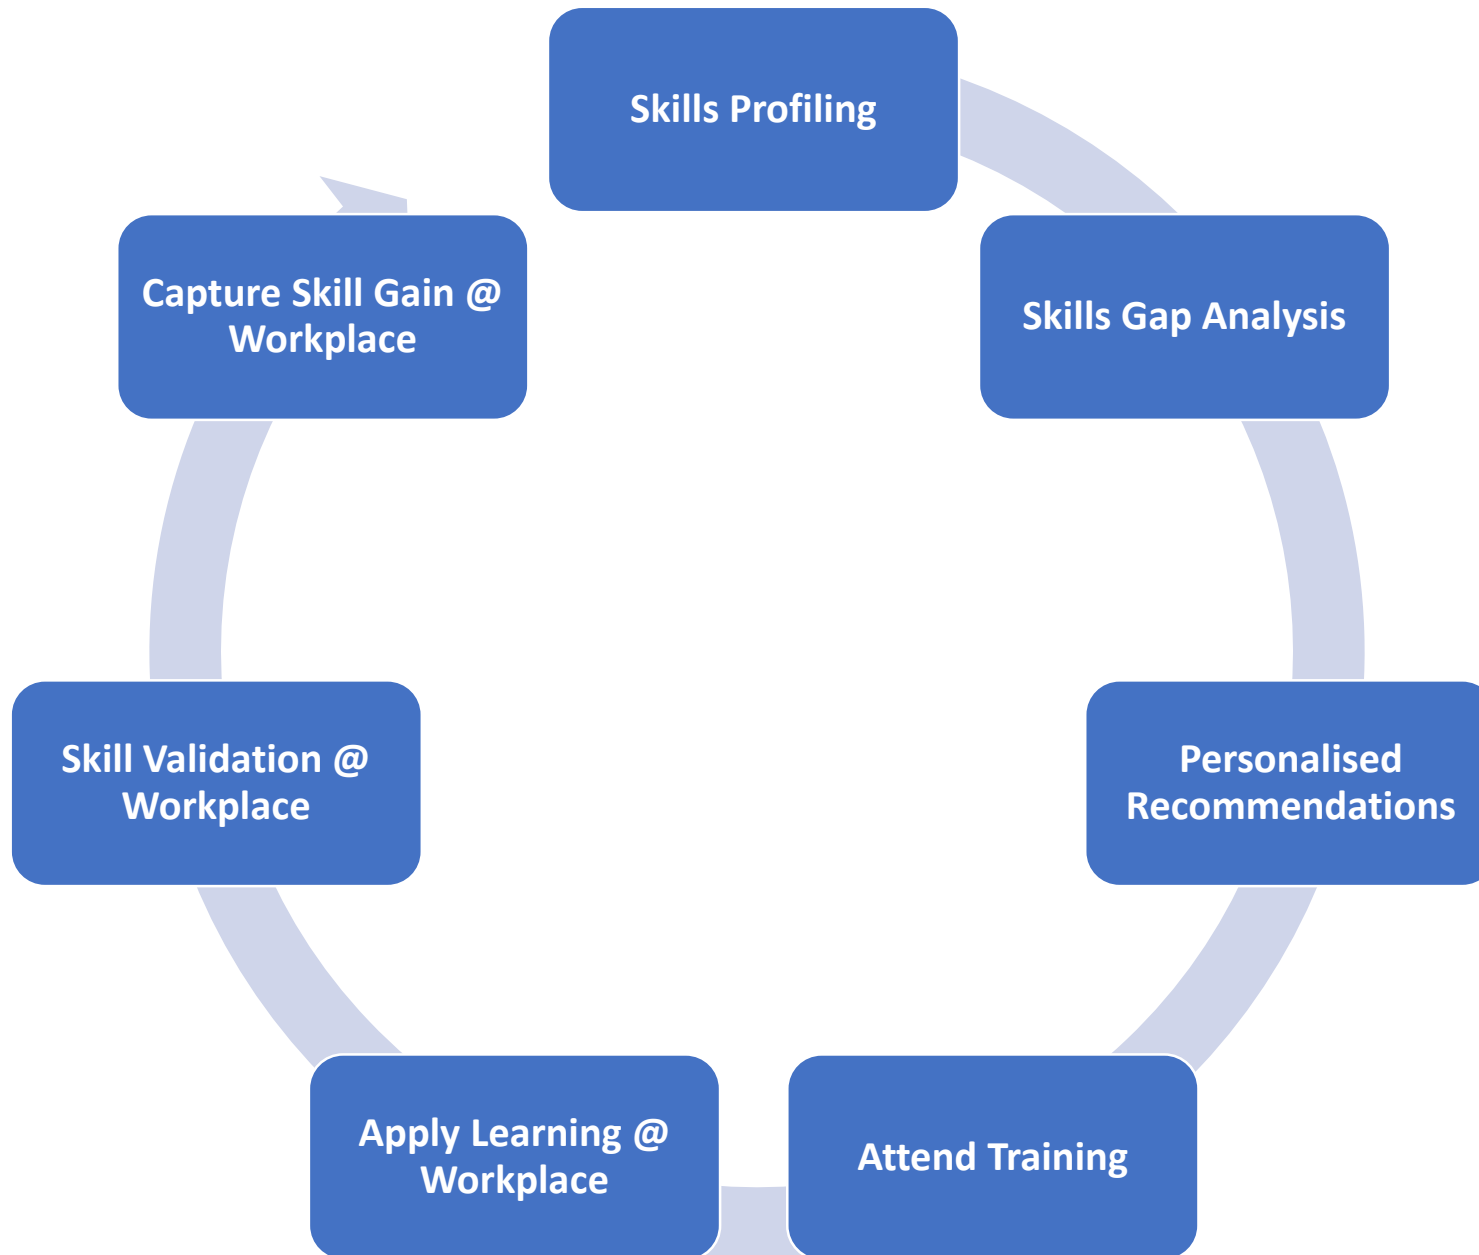 Skills Profiling
Skills Gap Analysis
Personalised
Recommendations
Attend Training
Apply Learning @
Workplace
Skill Validation @
Workplace
Capture Skill Gain @
Workplace